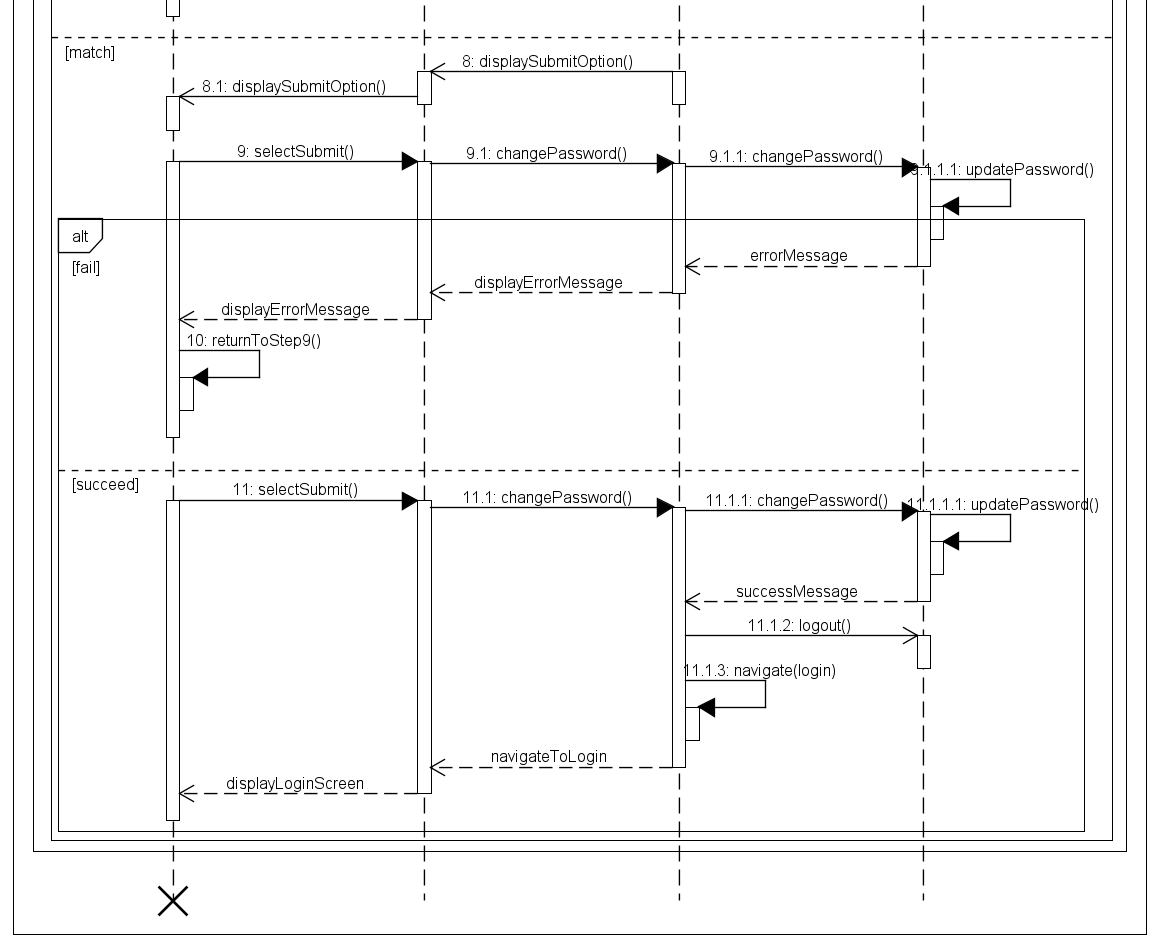 [match]
8: displaySubmitOption()
8.1: displaySubmitOption()
9: selectSubmit()
9.1: changePassword()
9.1.1: changePassword()
9.1.1.1: updatePassword()
alt
[fail]
errorMessage
displayErrorMessage
displayErrorMessage
10: returnToStep9()
[succeed]
11: selectSubmit()
11.1: changePassword()
11.1.1: changePassword()
11.1.1.1: updatePassword()
successMessage
11.1.2: logout()
11.1.3: navigate(login)
navigateToLogin
displayLoginScreen